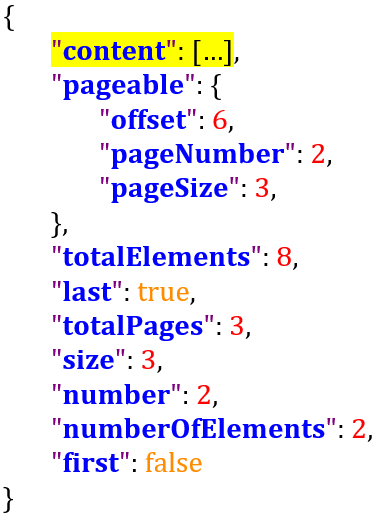 {
"content": […],
"pageable": {
"offset": 6,
"pageNumber": 2,
"pageSize": 3,
},
"totalElements": 8,
"last": true,
"totalPages": 3,
"size": 3,
"number": 2,
"numberOfElements": 2,
"first": false
}